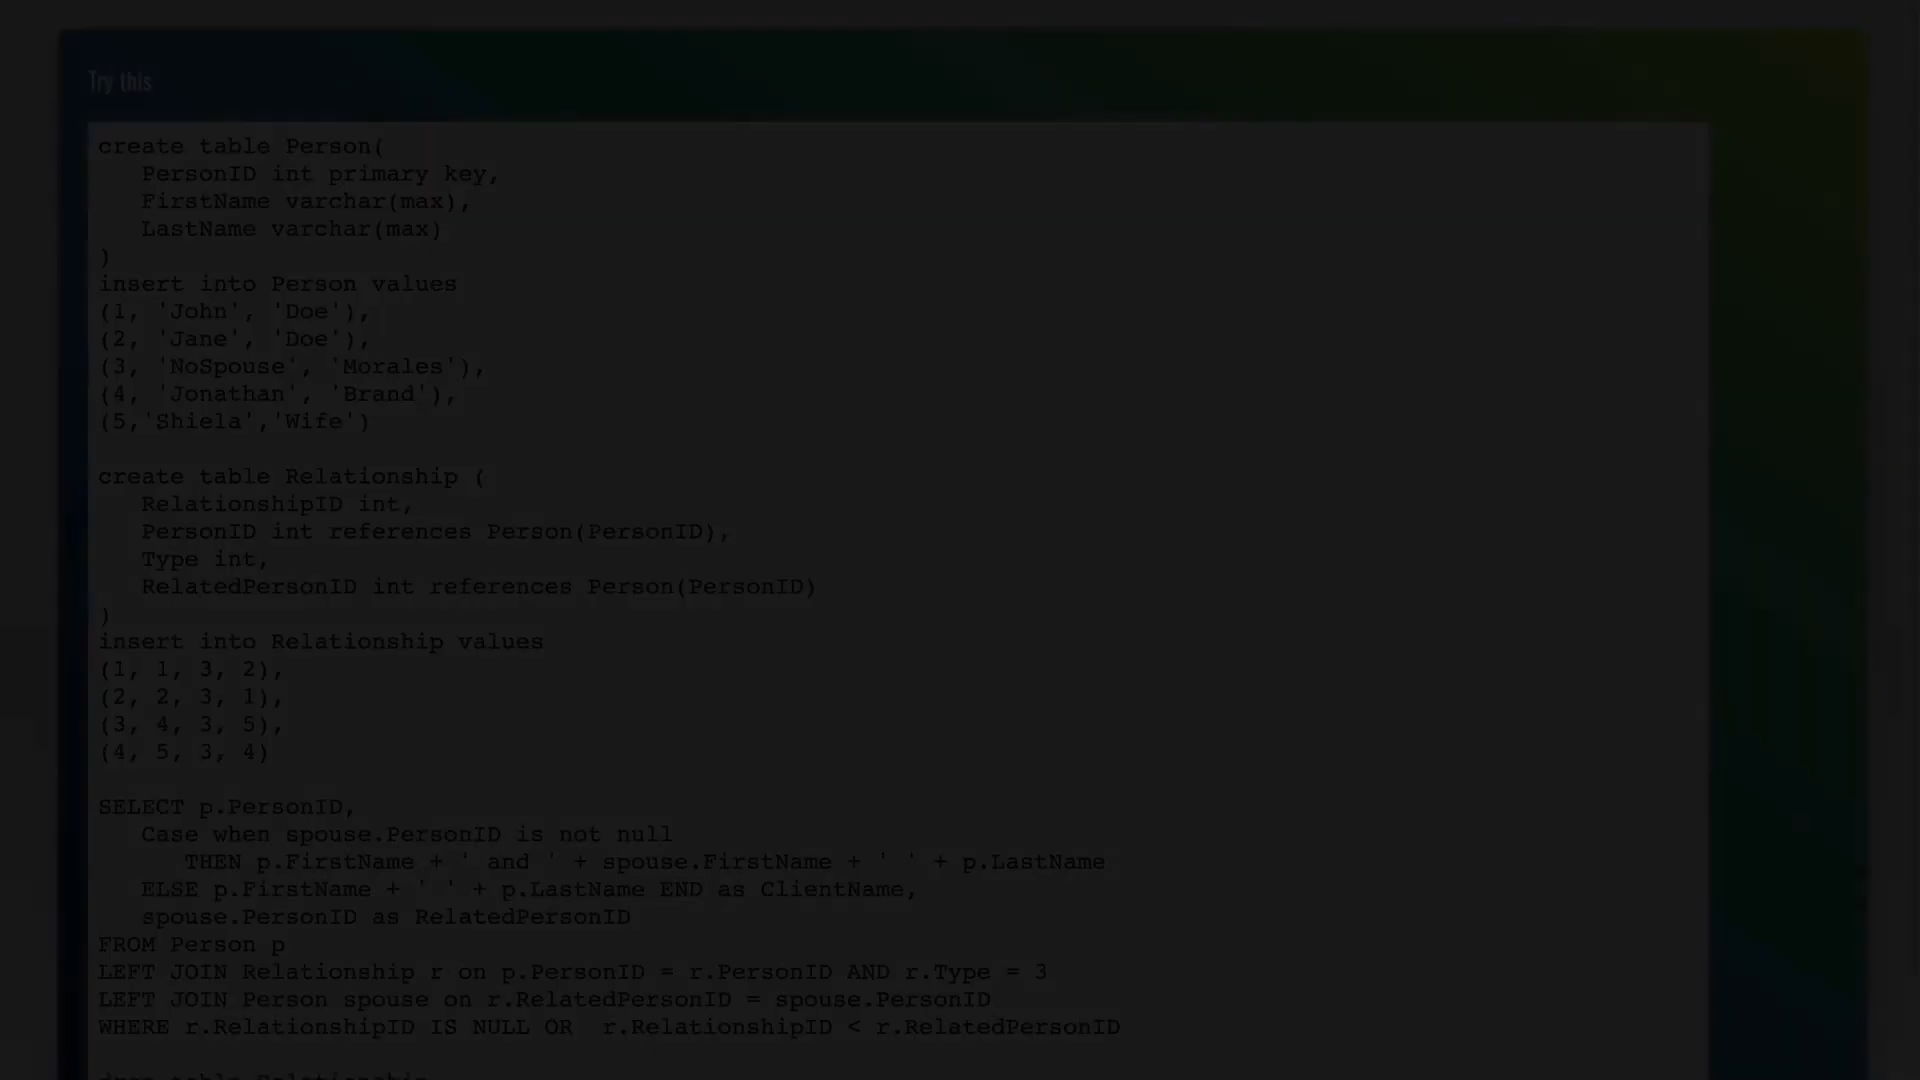 Try this
create table Person(
   PersonID int primary key,
   FirstName varchar(max),
   LastName varchar(max)
)
insert into Person values
(1, 'John', 'Doe'),
(2, 'Jane', 'Doe'),
(3, 'NoSpouse', 'Morales'),
(4, 'Jonathan', 'Brand'),
(5,'Shiela','Wife')

create table Relationship (
   RelationshipID int,
   PersonID int references Person(PersonID),
   Type int,
   RelatedPersonID int references Person(PersonID)
)
insert into Relationship values
(1, 1, 3, 2),
(2, 2, 3, 1),
(3, 4, 3, 5),
(4, 5, 3, 4)

SELECT p.PersonID,
   Case when spouse.PersonID is not null
      THEN p.FirstName + ' and ' + spouse.FirstName + ' ' + p.LastName
   ELSE p.FirstName + ' ' + p.LastName END as ClientName,
   spouse.PersonID as RelatedPersonID
FROM Person p
LEFT JOIN Relationship r on p.PersonID = r.PersonID AND r.Type = 3
LEFT JOIN Person spouse on r.RelatedPersonID = spouse.PersonID
WHERE r.RelationshipID IS NULL OR  r.RelationshipID < r.RelatedPersonID

drop table Relationship